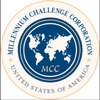 MILLENNIUM CHALLENGE CORPORATION
MCC
UNITED STATES OF AMERICA